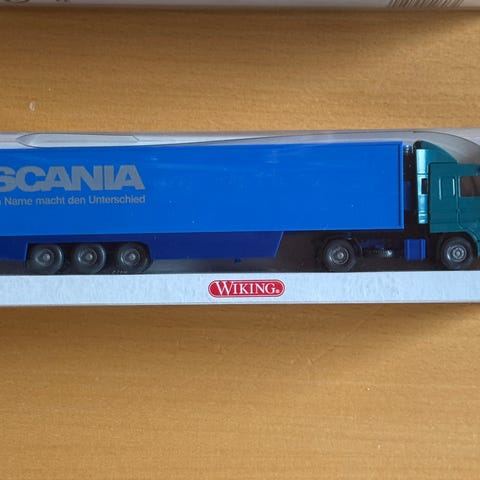 SCANIA
Name macht den Unterschied
WIKING®